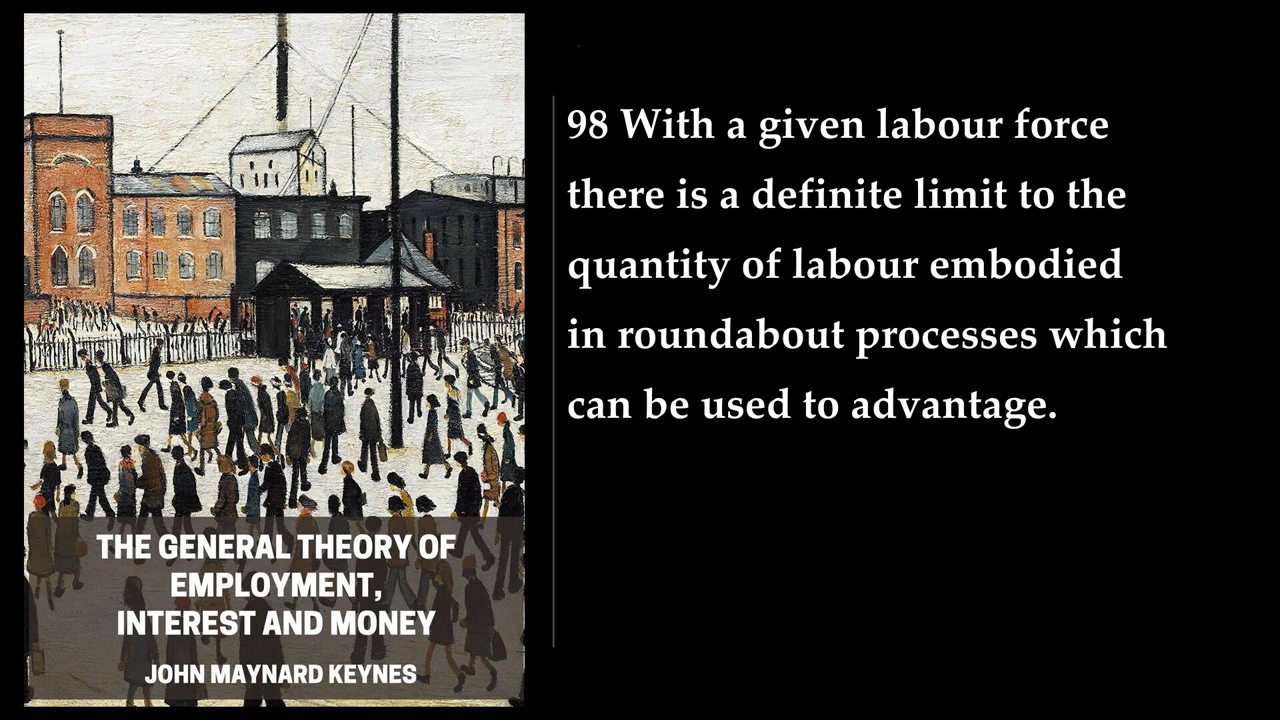 THE GENERAL THEORY OF
EMPLOYMENT,
INTEREST AND MONEY
JOHN MAYNARD KEYNES
98 With a given labour force
there is a definite limit to the
quantity of labour embodied
in roundabout processes which
can be used to advantage.